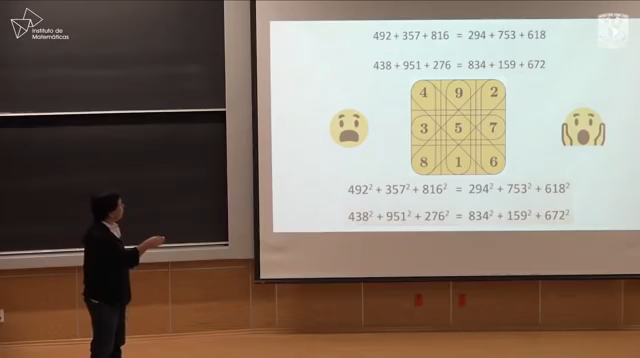 Instituto de
Matemáticas
492 + 357 + 816 = 294 + 753 + 618
438 + 951 + 276 = 834 + 159 + 672
4 9 2
3 5 7
8 1 6
492² + 357² + 816² = 294² + 753² + 618²
438² + 951² + 276² = 834² + 159² + 672²